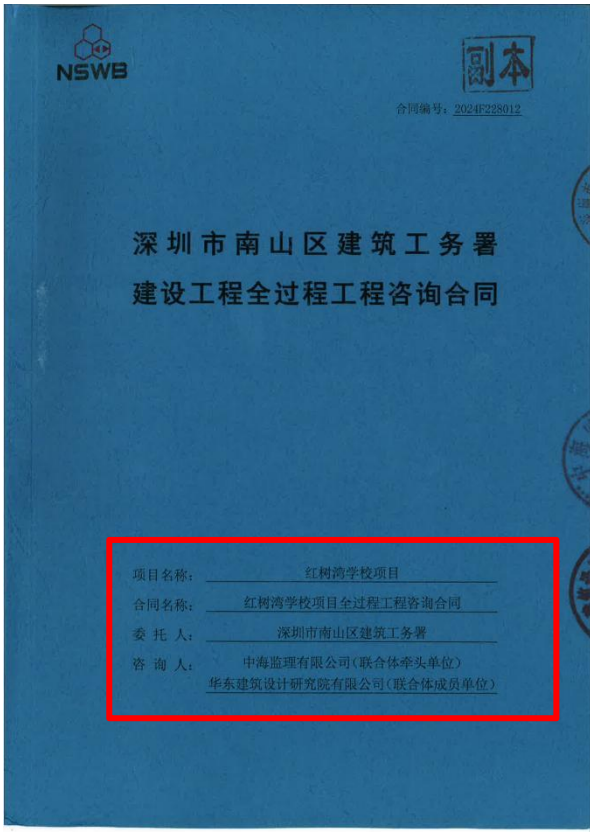 NSWB
副本
合同编号：2024F228012
深圳市南山区建筑工务署
建设工程全过程工程咨询合同
项目名称：红树湾学校项目
合同名称：红树湾学校项目全过程工程咨询合同
委托人：深圳市南山区建筑工务署
咨询人：中海监理有限公司（联合体牵头单位）
华东建筑设计研究院有限公司（联合体成员单位）